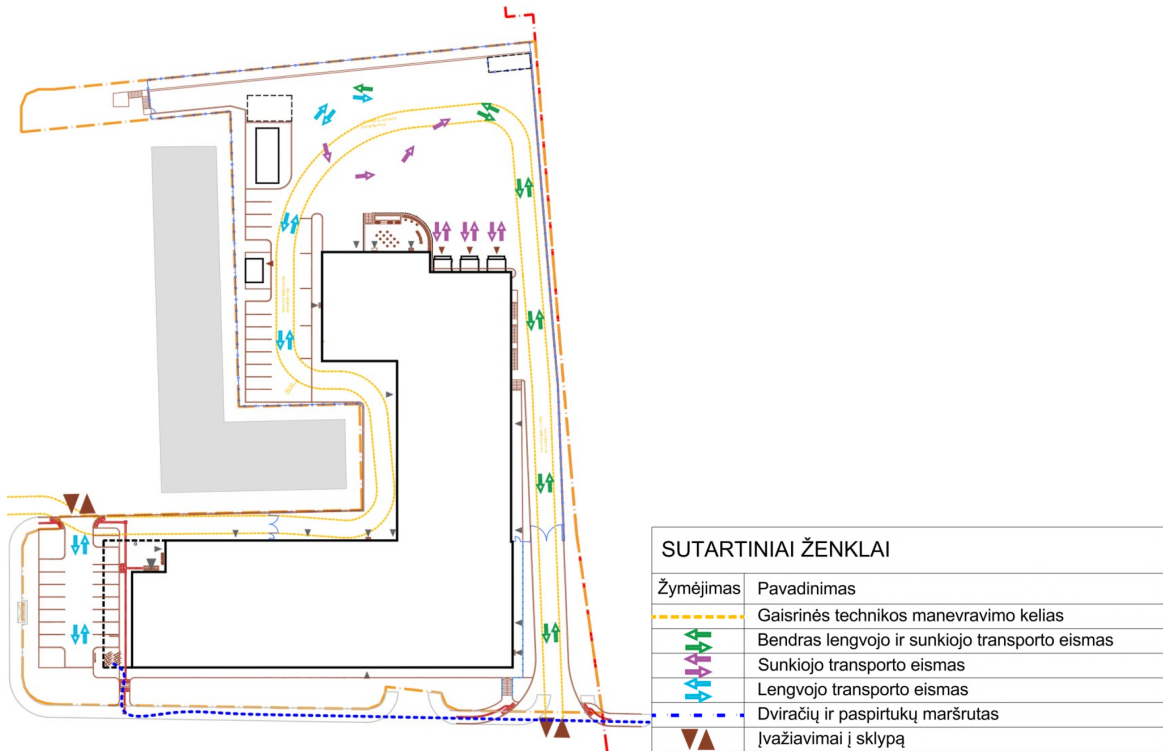 SUTARTINIAI ŽENKLAI
Žymėjimas Pavadinimas
Gaisrinės technikos manevravimo kelias
Bendras lengvojo ir sunkiojo transporto eismas
Sunkiojo transporto eismas
Lengvojo transporto eismas
Dviračių ir paspirtukų maršrutas
Įvažiavimai į sklypą